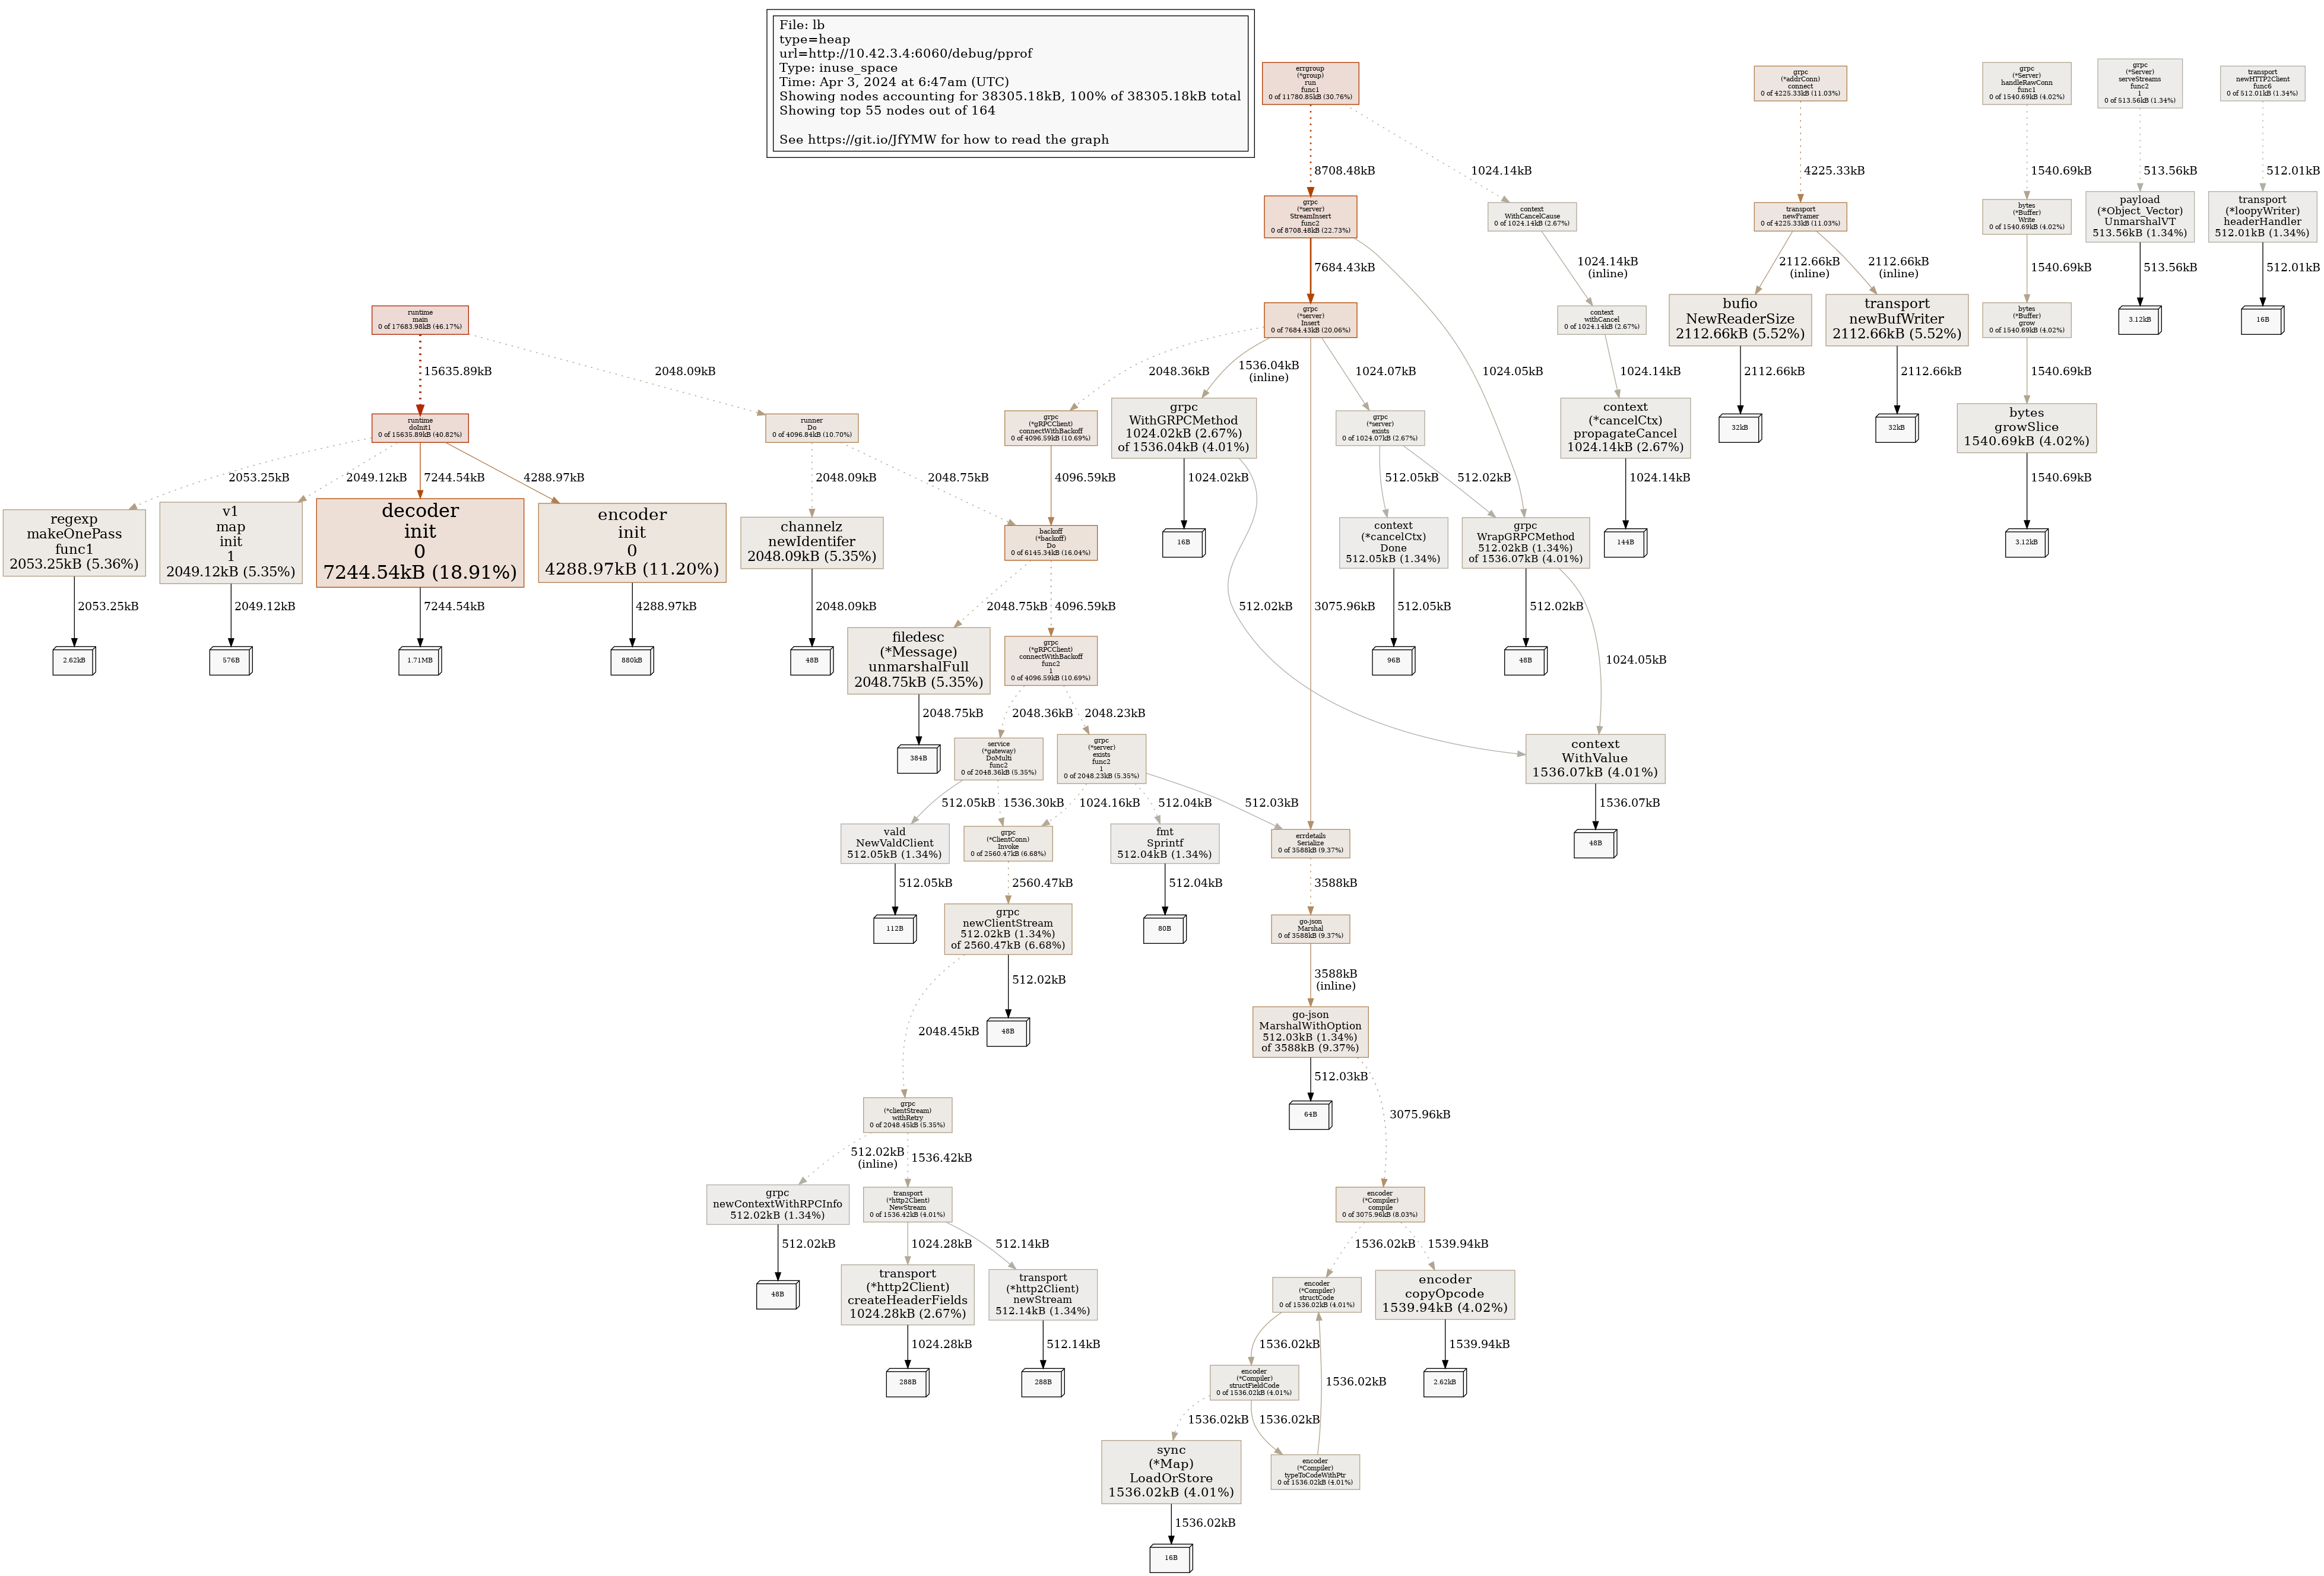 File: lb
type=heap
url=http://10.42.3.4:6060/debug/pprof
Type: inuse_space
Time: Apr 3, 2024 at 6:47am (UTC)
Showing nodes accounting for 38305.18kB, 100% of 38305.18kB total
Showing top 55 nodes out of 164
See https://git.io/JfYMW for how to read the graph
errgroup
(*group)
run
func1
0 of 11780.85kB (30.76%)
grpc
(*addrConn)
connect
0 of 4225.33kB (11.03%)
grpc
(*Server)
handleRawConn
func1
0 of 1540.69kB (4.02%)
grpc
(*Server)
serveStreams
func2
1
0 of 513.56kB (1.34%)
transport
newHTTP2Client
func6
0 of 512.01kB (1.34%)
8708.48kB
1024.14kB
4225.33kB
1540.69kB
513.56kB
512.01kB
grpc
(*server)
StreamInsert
func2
0 of 8708.48kB (22.73%)
context
WithCancelCause
0 of 1024.14kB (2.67%)
transport
newFramer
0 of 4225.33kB (11.03%)
bytes
(*Buffer)
Write
0 of 1540.69kB (4.02%)
payload
(*Object_Vector)
UnmarshalVT
513.56kB (1.34%)
transport
(*loopyWriter)
headerHandler
512.01kB (1.34%)
7684.43kB
1024.14kB
(inline)
2112.66kB
(inline)
2112.66kB
(inline)
1540.69kB
513.56kB
512.01kB
runtime
main
0 of 17683.98kB (46.17%)
grpc
(*server)
Insert
0 of 7684.43kB (20.06%)
context
withCancel
0 of 1024.14kB (2.67%)
bufio
NewReaderSize
2112.66kB (5.52%)
transport
newBufWriter
2112.66kB (5.52%)
bytes
(*Buffer)
grow
0 of 1540.69kB (4.02%)
3.12kB
16B
15635.89kB
2048.09kB
2048.36kB
1536.04kB
(inline)
1024.07kB
1024.05kB
1024.14kB
2112.66kB
2112.66kB
1540.69kB
runtime
doInit1
0 of 15635.89kB (40.82%)
runner
Do
0 of 4096.84kB (10.70%)
grpc
(*gRPCClient)
connectWithBackoff
0 of 4096.59kB (10.69%)
grpc
WithGRPCMethod
1024.02kB (2.67%)
of 1536.04kB (4.01%)
grpc
(*server)
exists
0 of 1024.07kB (2.67%)
context
(*cancelCtx)
propagateCancel
1024.14kB (2.67%)
32kB
32kB
bytes
growSlice
1540.69kB (4.02%)
2053.25kB
2049.12kB
7244.54kB
4288.97kB
2048.09kB
2048.75kB
4096.59kB
1024.02kB
512.05kB
512.02kB
1024.14kB
1540.69kB
regexp
makeOnePass
func1
2053.25kB (5.36%)
v1
map
init
1
2049.12kB (5.35%)
decoder
init
0
7244.54kB (18.91%)
encoder
init
0
4288.97kB (11.20%)
channelz
newIdentifer
2048.09kB (5.35%)
backoff
(*backoff)
Do
0 of 6145.34kB (16.04%)
16B
context
(*cancelCtx)
Done
512.05kB (1.34%)
grpc
WrapGRPCMethod
512.02kB (1.34%)
of 1536.07kB (4.01%)
144B
3.12kB
2053.25kB
2049.12kB
7244.54kB
4288.97kB
2048.09kB
2048.75kB
4096.59kB
512.02kB
3075.96kB
512.05kB
512.02kB
1024.05kB
2.62kB
576B
1.71MB
880kB
48B
filedesc
(*Message)
unmarshalFull
2048.75kB (5.35%)
grpc
(*gRPCClient)
connectWithBackoff
func2
1
0 of 4096.59kB (10.69%)
96B
48B
2048.75kB
2048.36kB
2048.23kB
384B
service
(*gateway)
DoMulti
func2
0 of 2048.36kB (5.35%)
grpc
(*server)
exists
func2
1
0 of 2048.23kB (5.35%)
context
WithValue
1536.07kB (4.01%)
512.05kB
1536.30kB
1024.16kB
512.04kB
512.03kB
1536.07kB
vald
NewValdClient
512.05kB (1.34%)
grpc
(*ClientConn)
Invoke
0 of 2560.47kB (6.68%)
fmt
Sprintf
512.04kB (1.34%)
errdetails
Serialize
0 of 3588kB (9.37%)
48B
512.05kB
2560.47kB
512.04kB
3588kB
112B
grpc
newClientStream
512.02kB (1.34%)
of 2560.47kB (6.68%)
80B
go-json
Marshal
0 of 3588kB (9.37%)
2048.45kB
512.02kB
3588kB
(inline)
48B
go-json
MarshalWithOption
512.03kB (1.34%)
of 3588kB (9.37%)
512.03kB
3075.96kB
grpc
(*clientStream)
withRetry
0 of 2048.45kB (5.35%)
64B
512.02kB
(inline)
1536.42kB
grpc
newContextWithRPCInfo
512.02kB (1.34%)
transport
(*http2Client)
NewStream
0 of 1536.42kB (4.01%)
encoder
(*Compiler)
compile
0 of 3075.96kB (8.03%)
512.02kB
1024.28kB
512.14kB
1536.02kB
1539.94kB
48B
transport
(*http2Client)
createHeaderFields
1024.28kB (2.67%)
transport
(*http2Client)
newStream
512.14kB (1.34%)
encoder
(*Compiler)
structCode
0 of 1536.02kB (4.01%)
encoder
copyOpcode
1539.94kB (4.02%)
1024.28kB
512.14kB
1536.02kB
1539.94kB
288B
288B
encoder
(*Compiler)
structFieldCode
0 of 1536.02kB (4.01%)
1536.02kB
2.62kB
1536.02kB
1536.02kB
sync
(*Map)
LoadOrStore
1536.02kB (4.01%)
encoder
(*Compiler)
typeToCodeWithPtr
0 of 1536.02kB (4.01%)
1536.02kB
16B